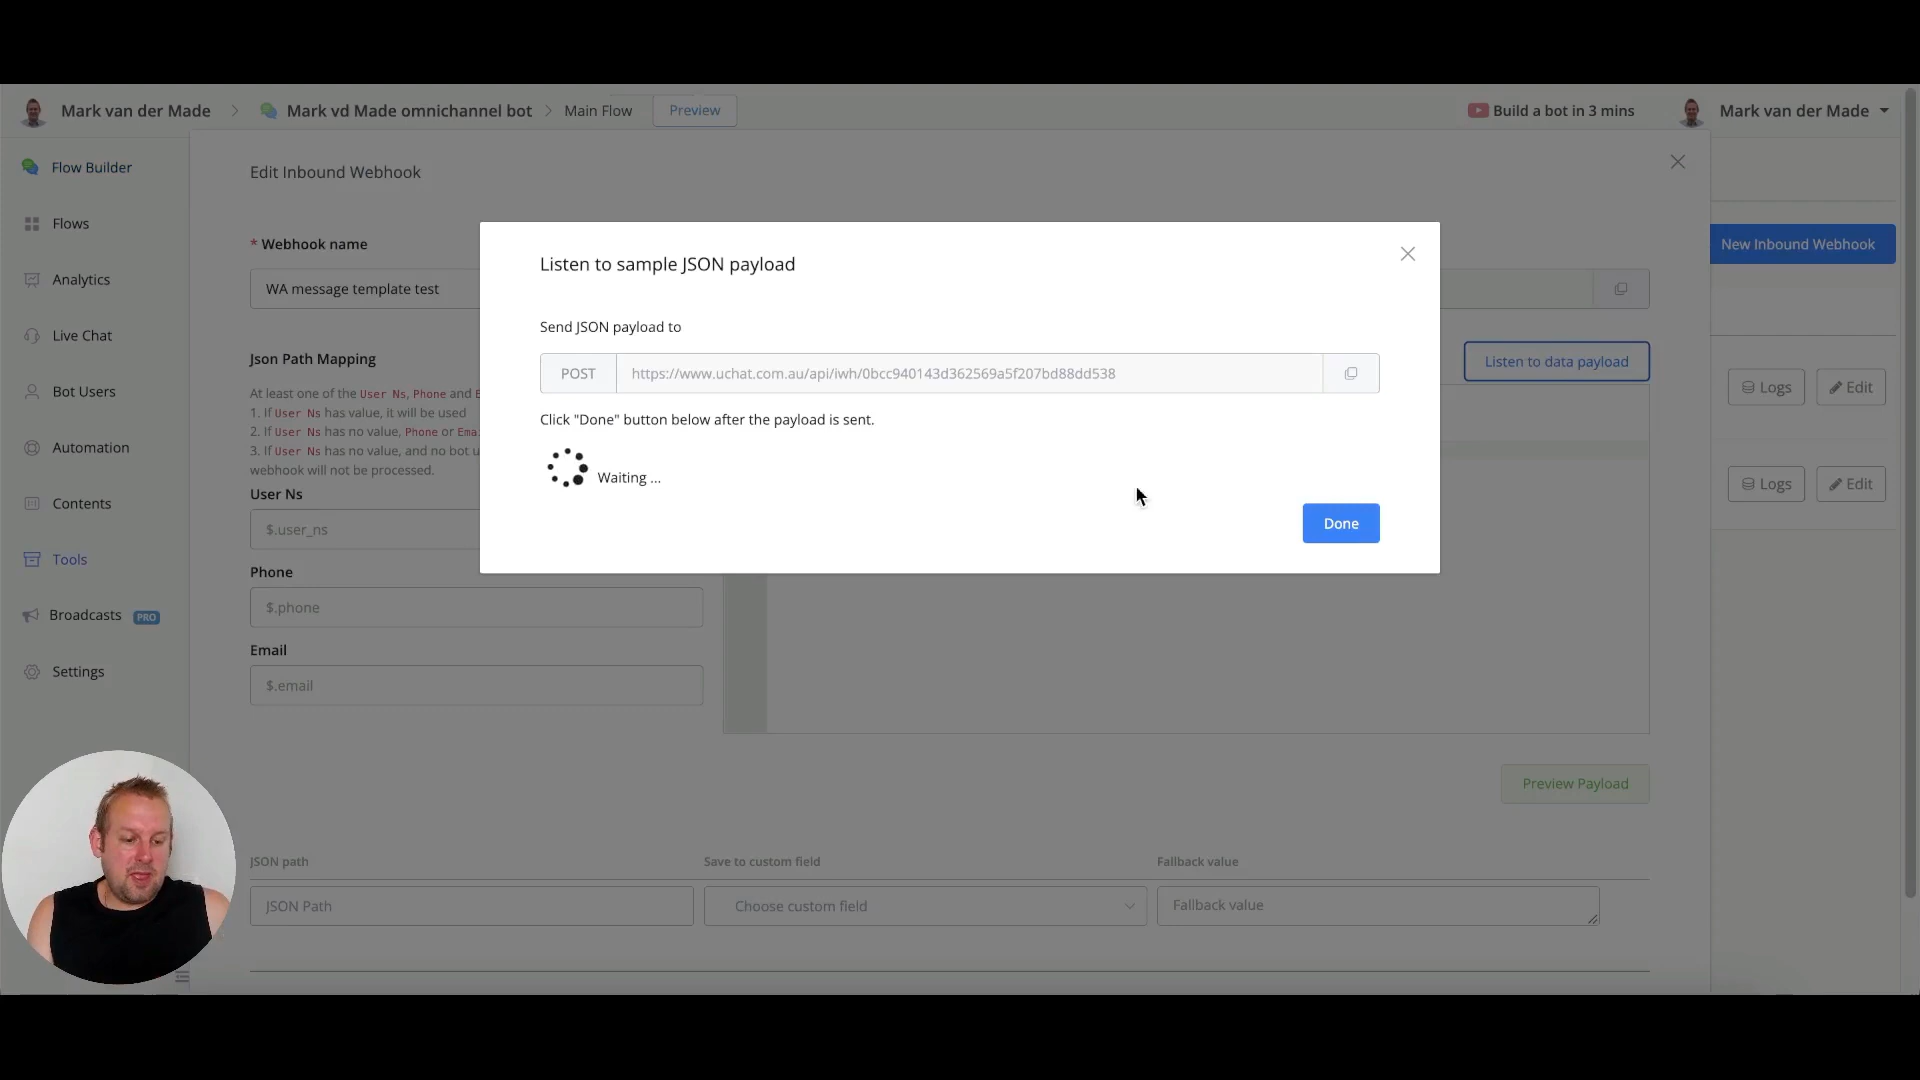 Mark van der Made > Mark vd Made omnichannel bot > Main Flow Preview
Build a bot in 3 mins Mark van der Made
Flow Builder
Flows
Analytics
Live Chat
Bot Users
Automation
Contents
Tools
Broadcasts PRO
Settings
Edit Inbound Webhook
New Inbound Webhook
* Webhook name
WA message template test
Json Path Mapping
At least one of the User Ns, Phone and
1. If User Ns has value, it will be used
2. If User Ns has no value, Phone or
3. If User Ns has no value, and no bot
webhook will not be processed.
User Ns
$.user_ns
Phone
$.phone
Email
$.email
Listen to sample JSON payload
Send JSON payload to
POST https://www.uchat.com.au/api/iwh/0bcc940143d362569a5f207bd88dd538
Click "Done" button below after the payload is sent.
Waiting ...
Done
Listen to data payload
Logs Edit
Logs Edit
Preview Payload
JSON path Save to custom field Fallback value
JSON Path Choose custom field Fallback value